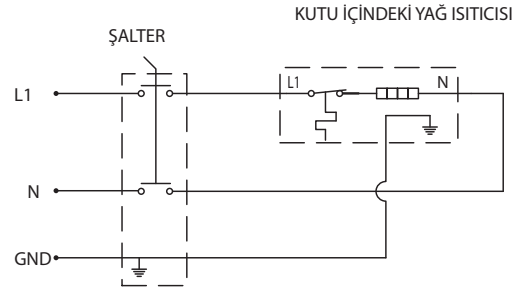 KUTU İÇİNDEKİ YAĞ ISITICISI
ŞALTER
L1
L1
N
N
GND